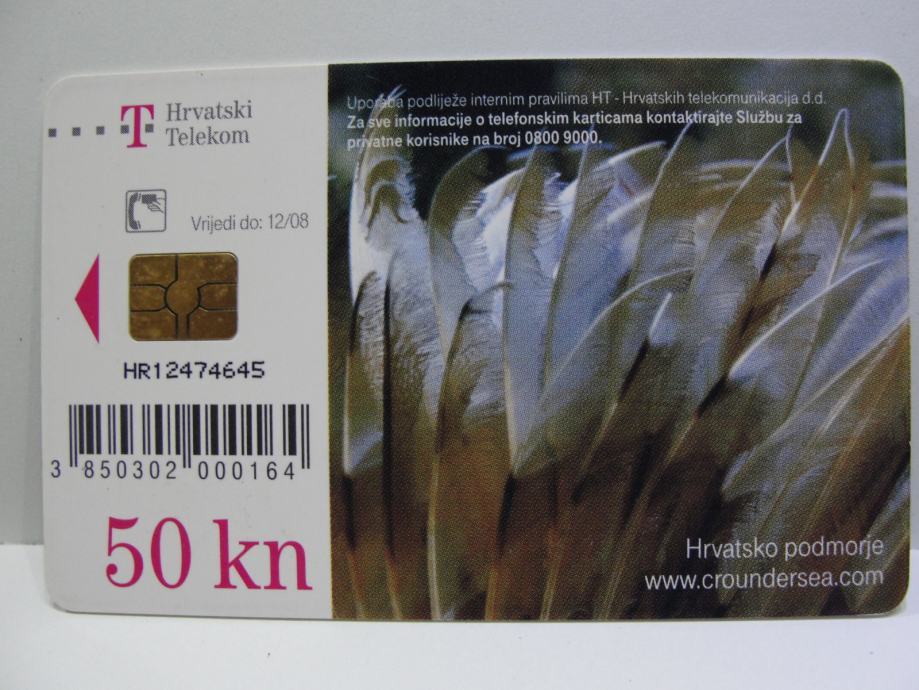 T Hrvatski
Telekom
Vrijedi do: 12/08
HR12474645
3 850302 000164
50 kn
Uporaba podliježe internim pravilima HT - Hrvatskih telekomunikacija d.d.
Za sve informacije o telefonskim karticama kontaktirajte Službu za
privatne korisnike na broj 0800 9000.
Hrvatsko podmorje
www.croundersea.com